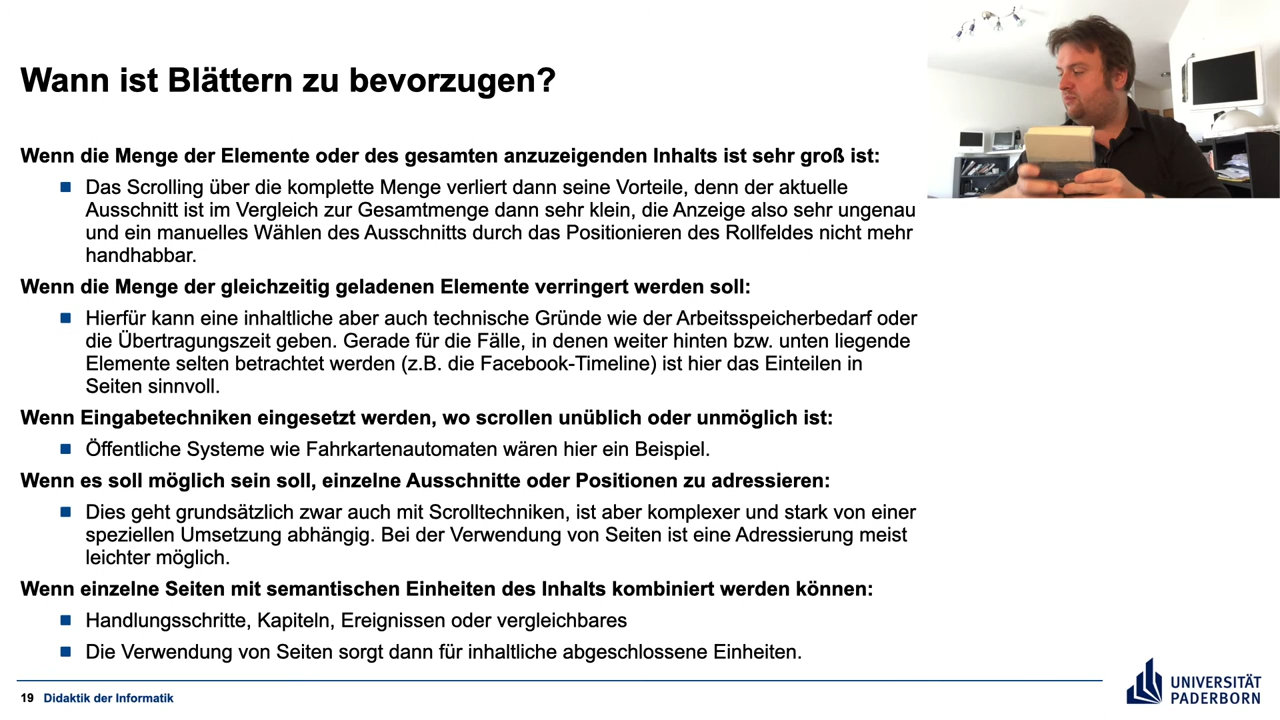 Wann ist Blättern zu bevorzugen?
Wenn die Menge der Elemente oder des gesamten anzuzeigenden Inhalts ist sehr groß ist:
Das Scrolling über die komplette Menge verliert dann seine Vorteile, denn der aktuelle
Ausschnitt ist im Vergleich zur Gesamtmenge dann sehr klein, die Anzeige also sehr ungenau
und ein manuelles Wählen des Ausschnitts durch das Positionieren des Rollfeldes nicht mehr
handhabbar.
Wenn die Menge der gleichzeitig geladenen Elemente verringert werden soll:
Hierfür kann eine inhaltliche aber auch technische Gründe wie der Arbeitsspeicherbedarf oder
die Übertragungszeit geben. Gerade für die Fälle, in denen weiter hinten bzw. unten liegende
Elemente selten betrachtet werden (z.B. die Facebook-Timeline) ist hier das Einteilen in
Seiten sinnvoll.
Wenn Eingabetechniken eingesetzt werden, wo scrollen unüblich oder unmöglich ist:
Öffentliche Systeme wie Fahrkartenautomaten wären hier ein Beispiel.
Wenn es soll möglich sein soll, einzelne Ausschnitte oder Positionen zu adressieren:
Dies geht grundsätzlich zwar auch mit Scrolltechniken, ist aber komplexer und stark von einer
speziellen Umsetzung abhängig. Bei der Verwendung von Seiten ist eine Adressierung meist
leichter möglich.
Wenn einzelne Seiten mit semantischen Einheiten des Inhalts kombiniert werden können:
Handlungsschritte, Kapiteln, Ereignissen oder vergleichbares
Die Verwendung von Seiten sorgt dann für inhaltliche abgeschlossene Einheiten.
19 Didaktik der Informatik
UNIVERSITÄT
PADERBORN